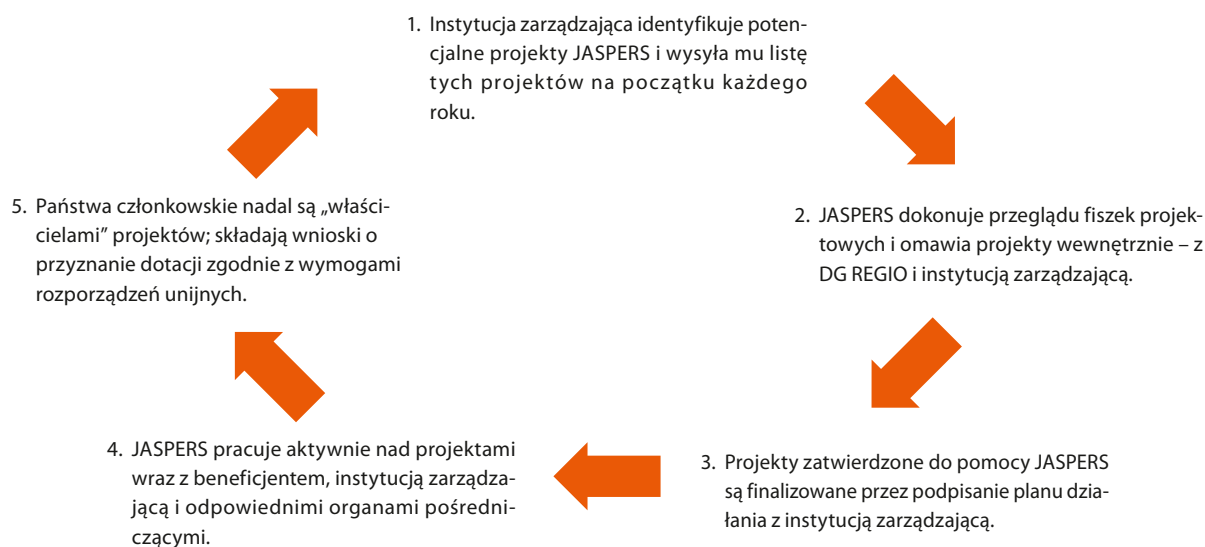 1. Instytucja zarządzająca identyfikuje poten-
cjalne projekty JASPERS i wysyła mu listę
tych projektów na początku każdego
roku.
2. JASPERS dokonuje przeglądu fiszek projek-
towych i omawia projekty wewnętrznie – z
DG REGIO i instytucją zarządzającą.
3. Projekty zatwierdzone do pomocy JASPERS
są finalizowane przez podpisanie planu dzia-
łania z instytucją zarządzającą.
4. JASPERS pracuje aktywnie nad projektami
wraz z beneficjentem, instytucją zarządza-
jącą i odpowiednimi organami pośredni-
czącymi.
5. Państwa członkowskie nadal są „właści-
cielami” projektów; składają wnioski o
przyznanie dotacji zgodnie z wymogami
rozporządzeń unijnych.